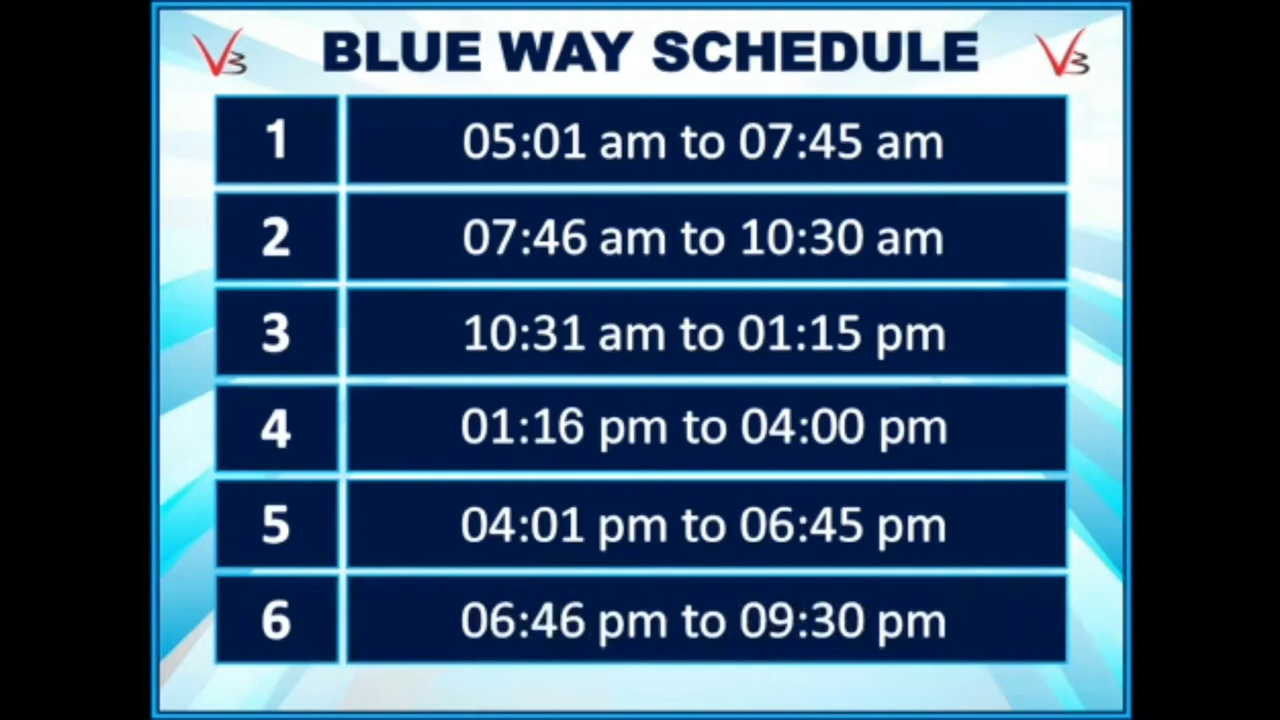 V3 BLUE WAY SCHEDULE V3
1 05:01 am to 07:45 am
2 07:46 am to 10:30 am
3 10:31 am to 01:15 pm
4 01:16 pm to 04:00 pm
5 04:01 pm to 06:45 pm
6 06:46 pm to 09:30 pm